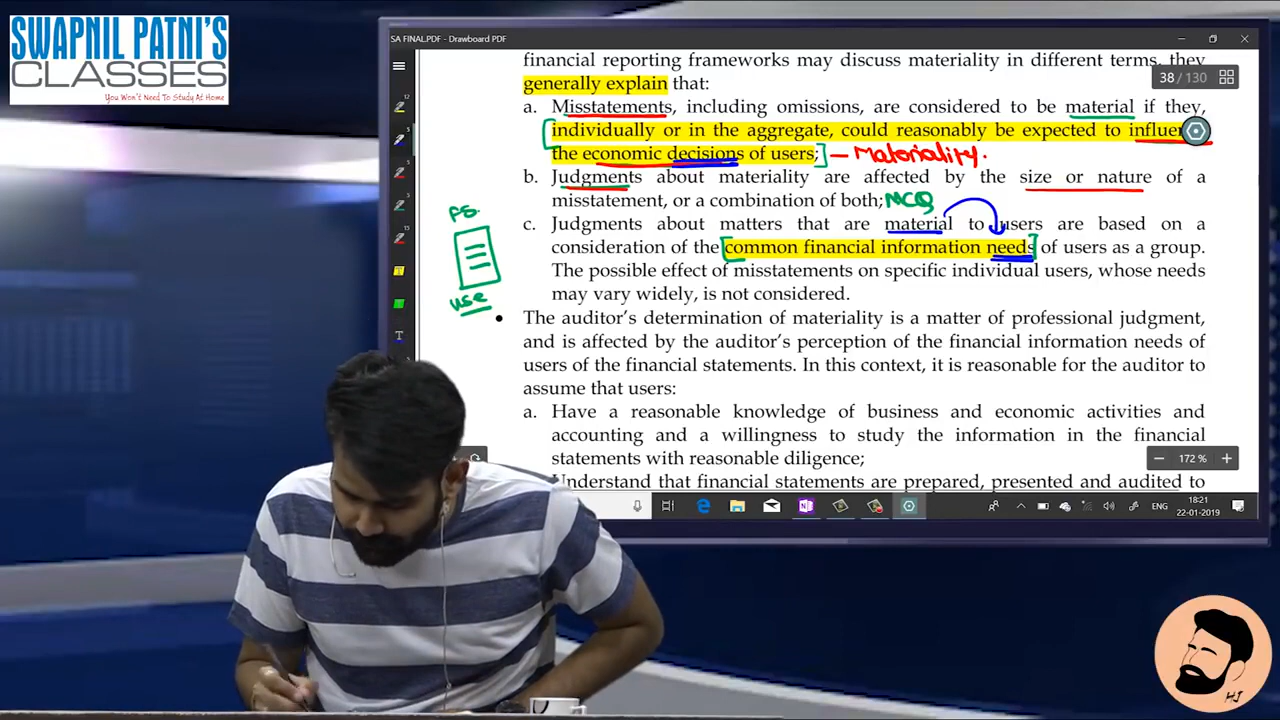 SWAPNIL PATNI'S
CLASSES
You Won't Need To Study At Home
SA FINAL.PDF - Drawboard PDF
38 / 130
financial reporting frameworks may discuss materiality in different terms, they
generally explain that:
a. Misstatements, including omissions, are considered to be material if they,
individually or in the aggregate, could reasonably be expected to
the economic decisions of users; - Materiality.
b. Judgments about materiality are affected by the size or nature of a
misstatement, or a combination of both; MCQ
c. Judgments about matters that are material to users are based on a
consideration of the common financial information needs of users as a group.
The possible effect of misstatements on specific individual users, whose needs
may vary widely, is not considered.
FS.
use
• The auditor's determination of materiality is a matter of professional judgment,
and is affected by the auditor's perception of the financial information needs of
users of the financial statements. In this context, it is reasonable for the auditor to
assume that users:
a. Have a reasonable knowledge of business and economic activities and
accounting and a willingness to study the information in the financial
statements with reasonable diligence;
Understand that financial statements are prepared, presented and audited to
172 %
ENG
18:21
22-01-2019
HJ